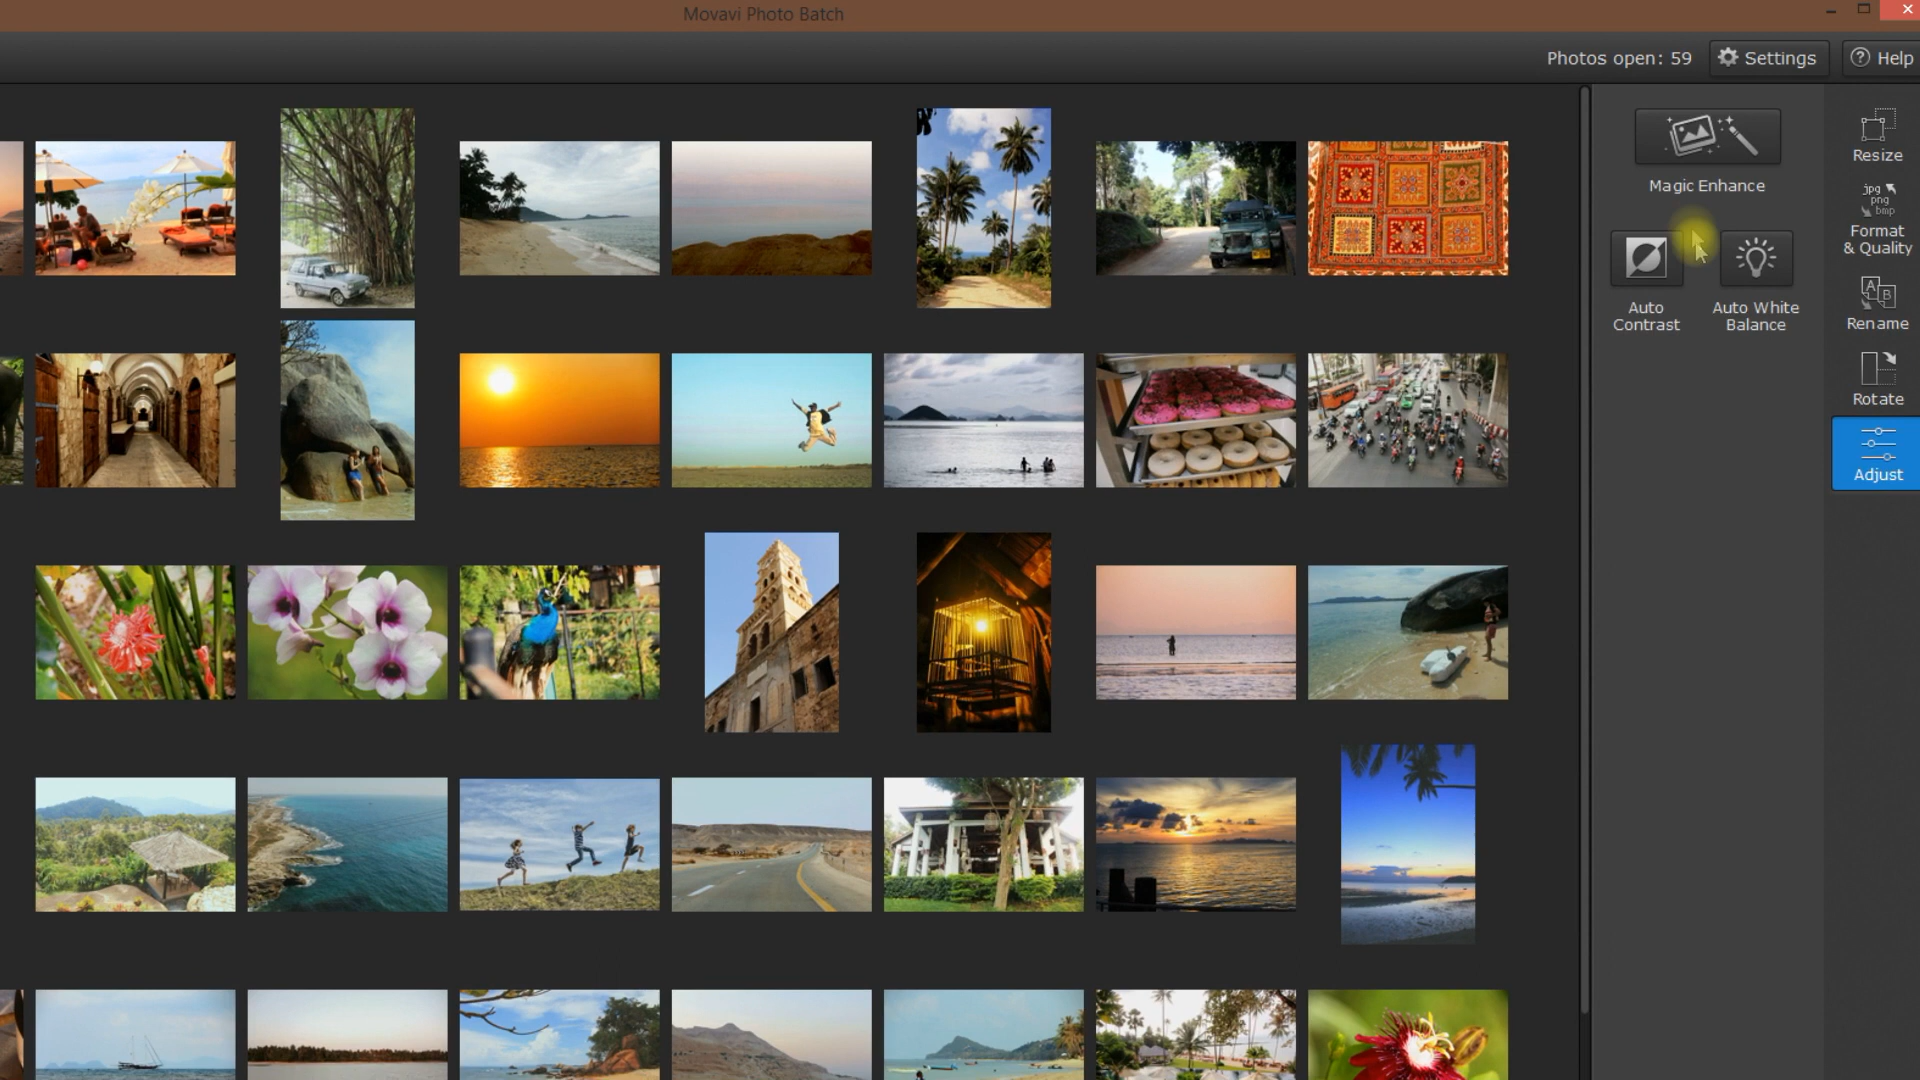 Movavi Photo Batch
Photos open: 59
Settings
Help
Magic Enhance
Auto
Contrast
Auto White
Balance
Resize
jpg
png
bmp
Format
& Quality
A
B
Rename
Rotate
Adjust